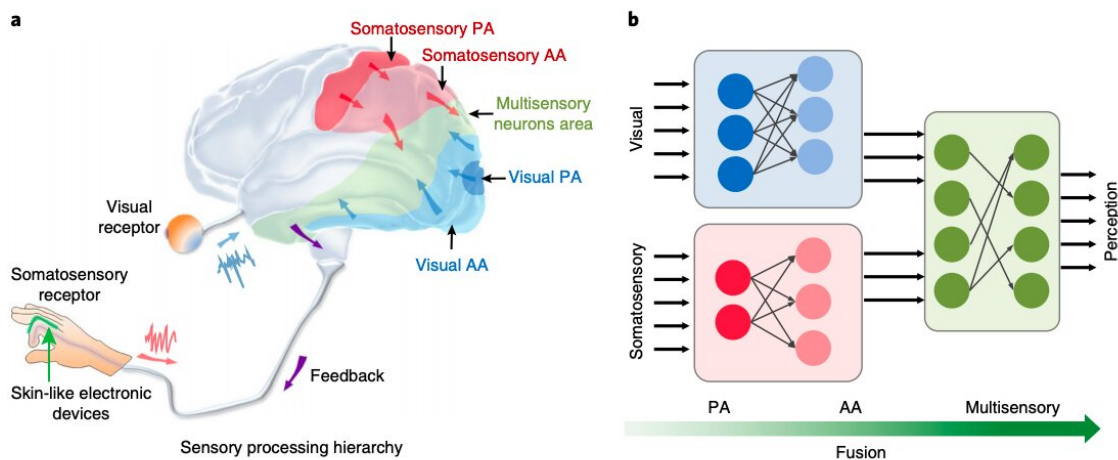 a
Somatosensory PA
Somatosensory AA
Multisensory
neurons area
Visual PA
Visual
receptor
Visual AA
Somatosensory
receptor
Feedback
Skin-like electronic
devices
Sensory processing hierarchy
b
Visual
Somatosensory
Perception
PA
AA
Multisensory
Fusion